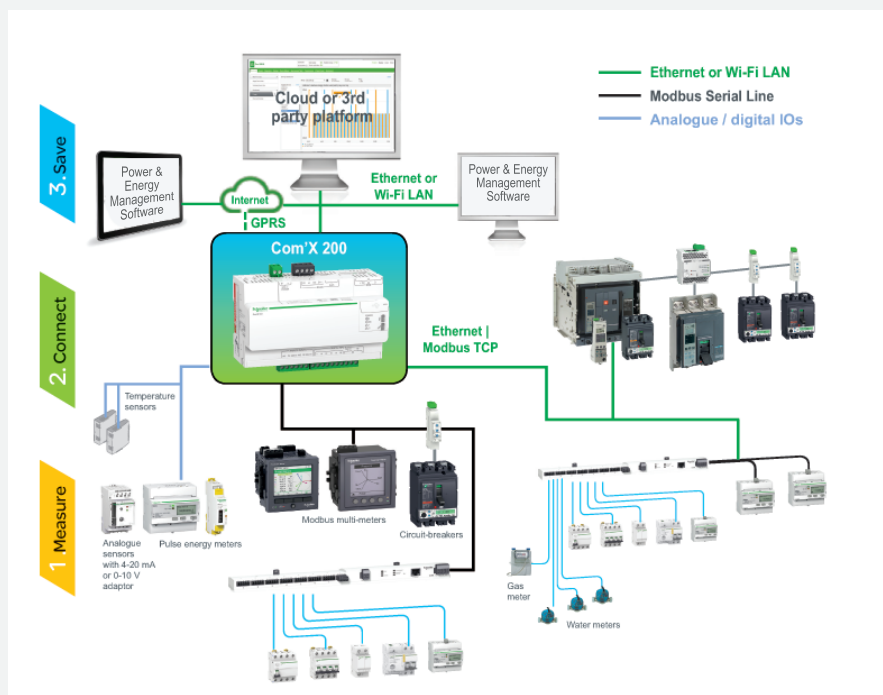 Cloud or 3rd
party platform
Ethernet or Wi-Fi LAN
Modbus Serial Line
Analogue / digital IOs
3. Save
Power &
Energy
Management
Software
Internet
GPRS
Ethernet or
Wi-Fi LAN
Power & Energy
Management
Software
Com'X 200
2. Connect
Ethernet |
Modbus TCP
Temperature
sensors
1. Measure
Analogue
sensors
with 4-20 mA
or 0-10 V
adaptor
Pulse energy meters
Modbus multi-meters
Circuit-breakers
Gas
meter
Water meters